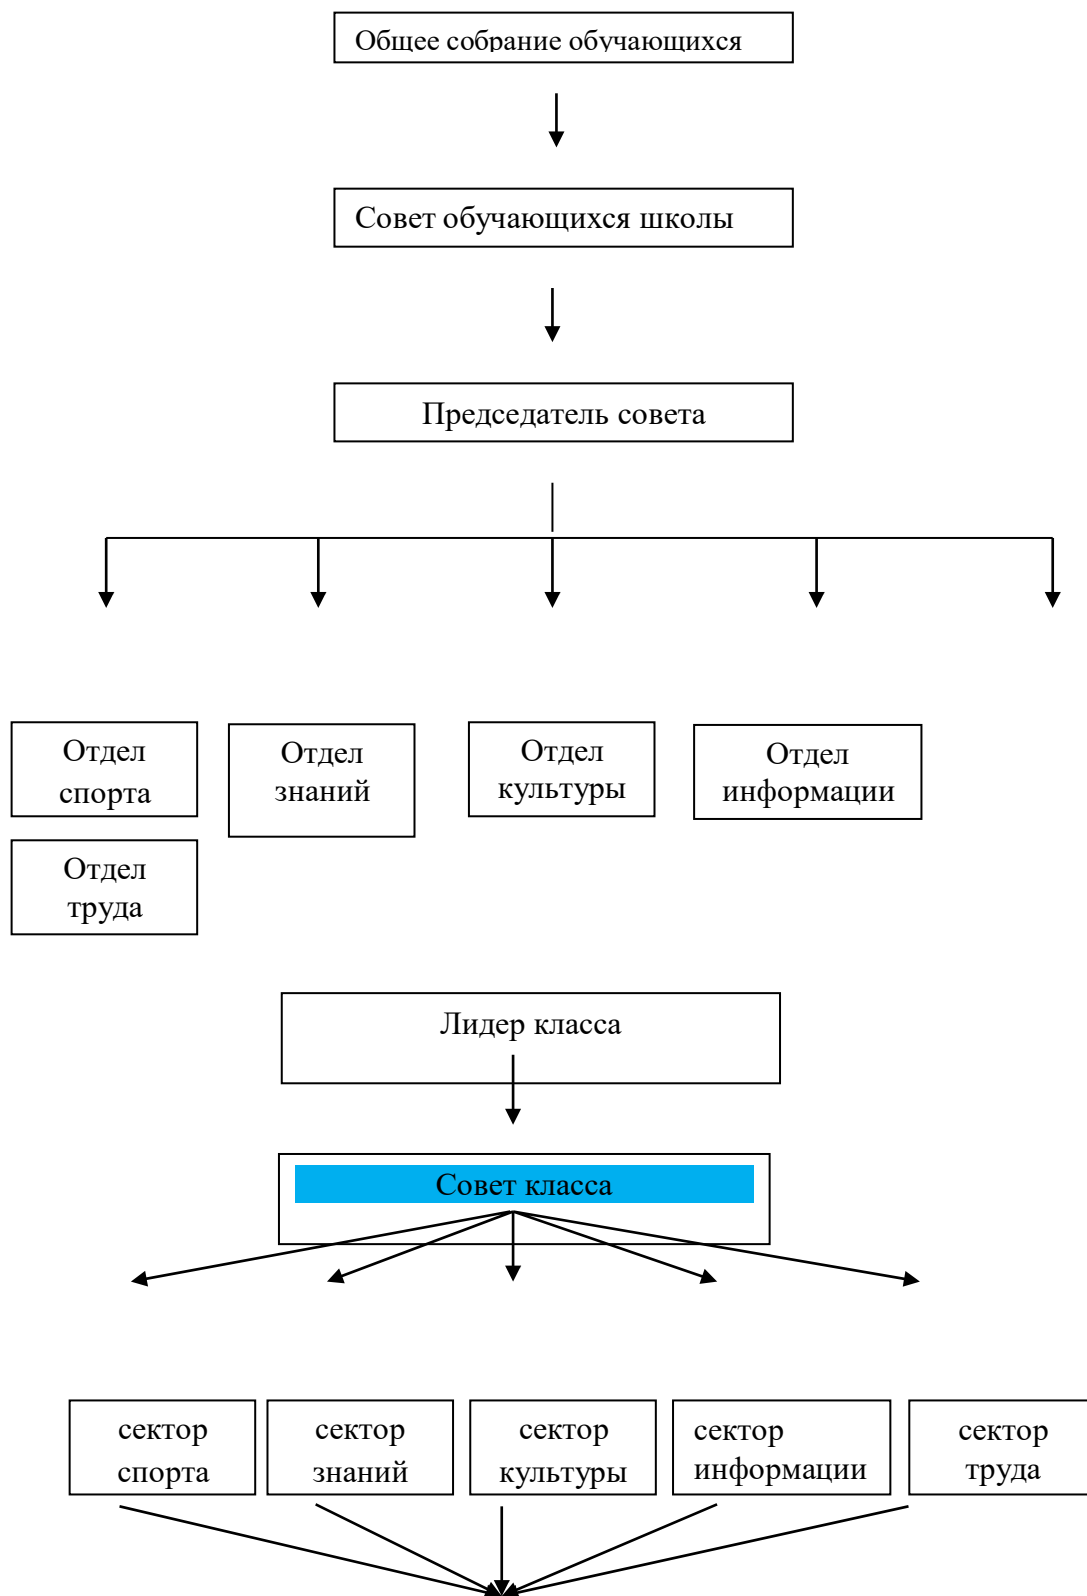 Общее собрание обучающихся
Совет обучающихся школы
Председатель совета
Отдел
спорта
Отдел
знаний
Отдел
культуры
Отдел
информации
Отдел
труда
Лидер класса
Совет класса
сектор
спорта
сектор
знаний
сектор
культуры
сектор
информации
сектор
труда